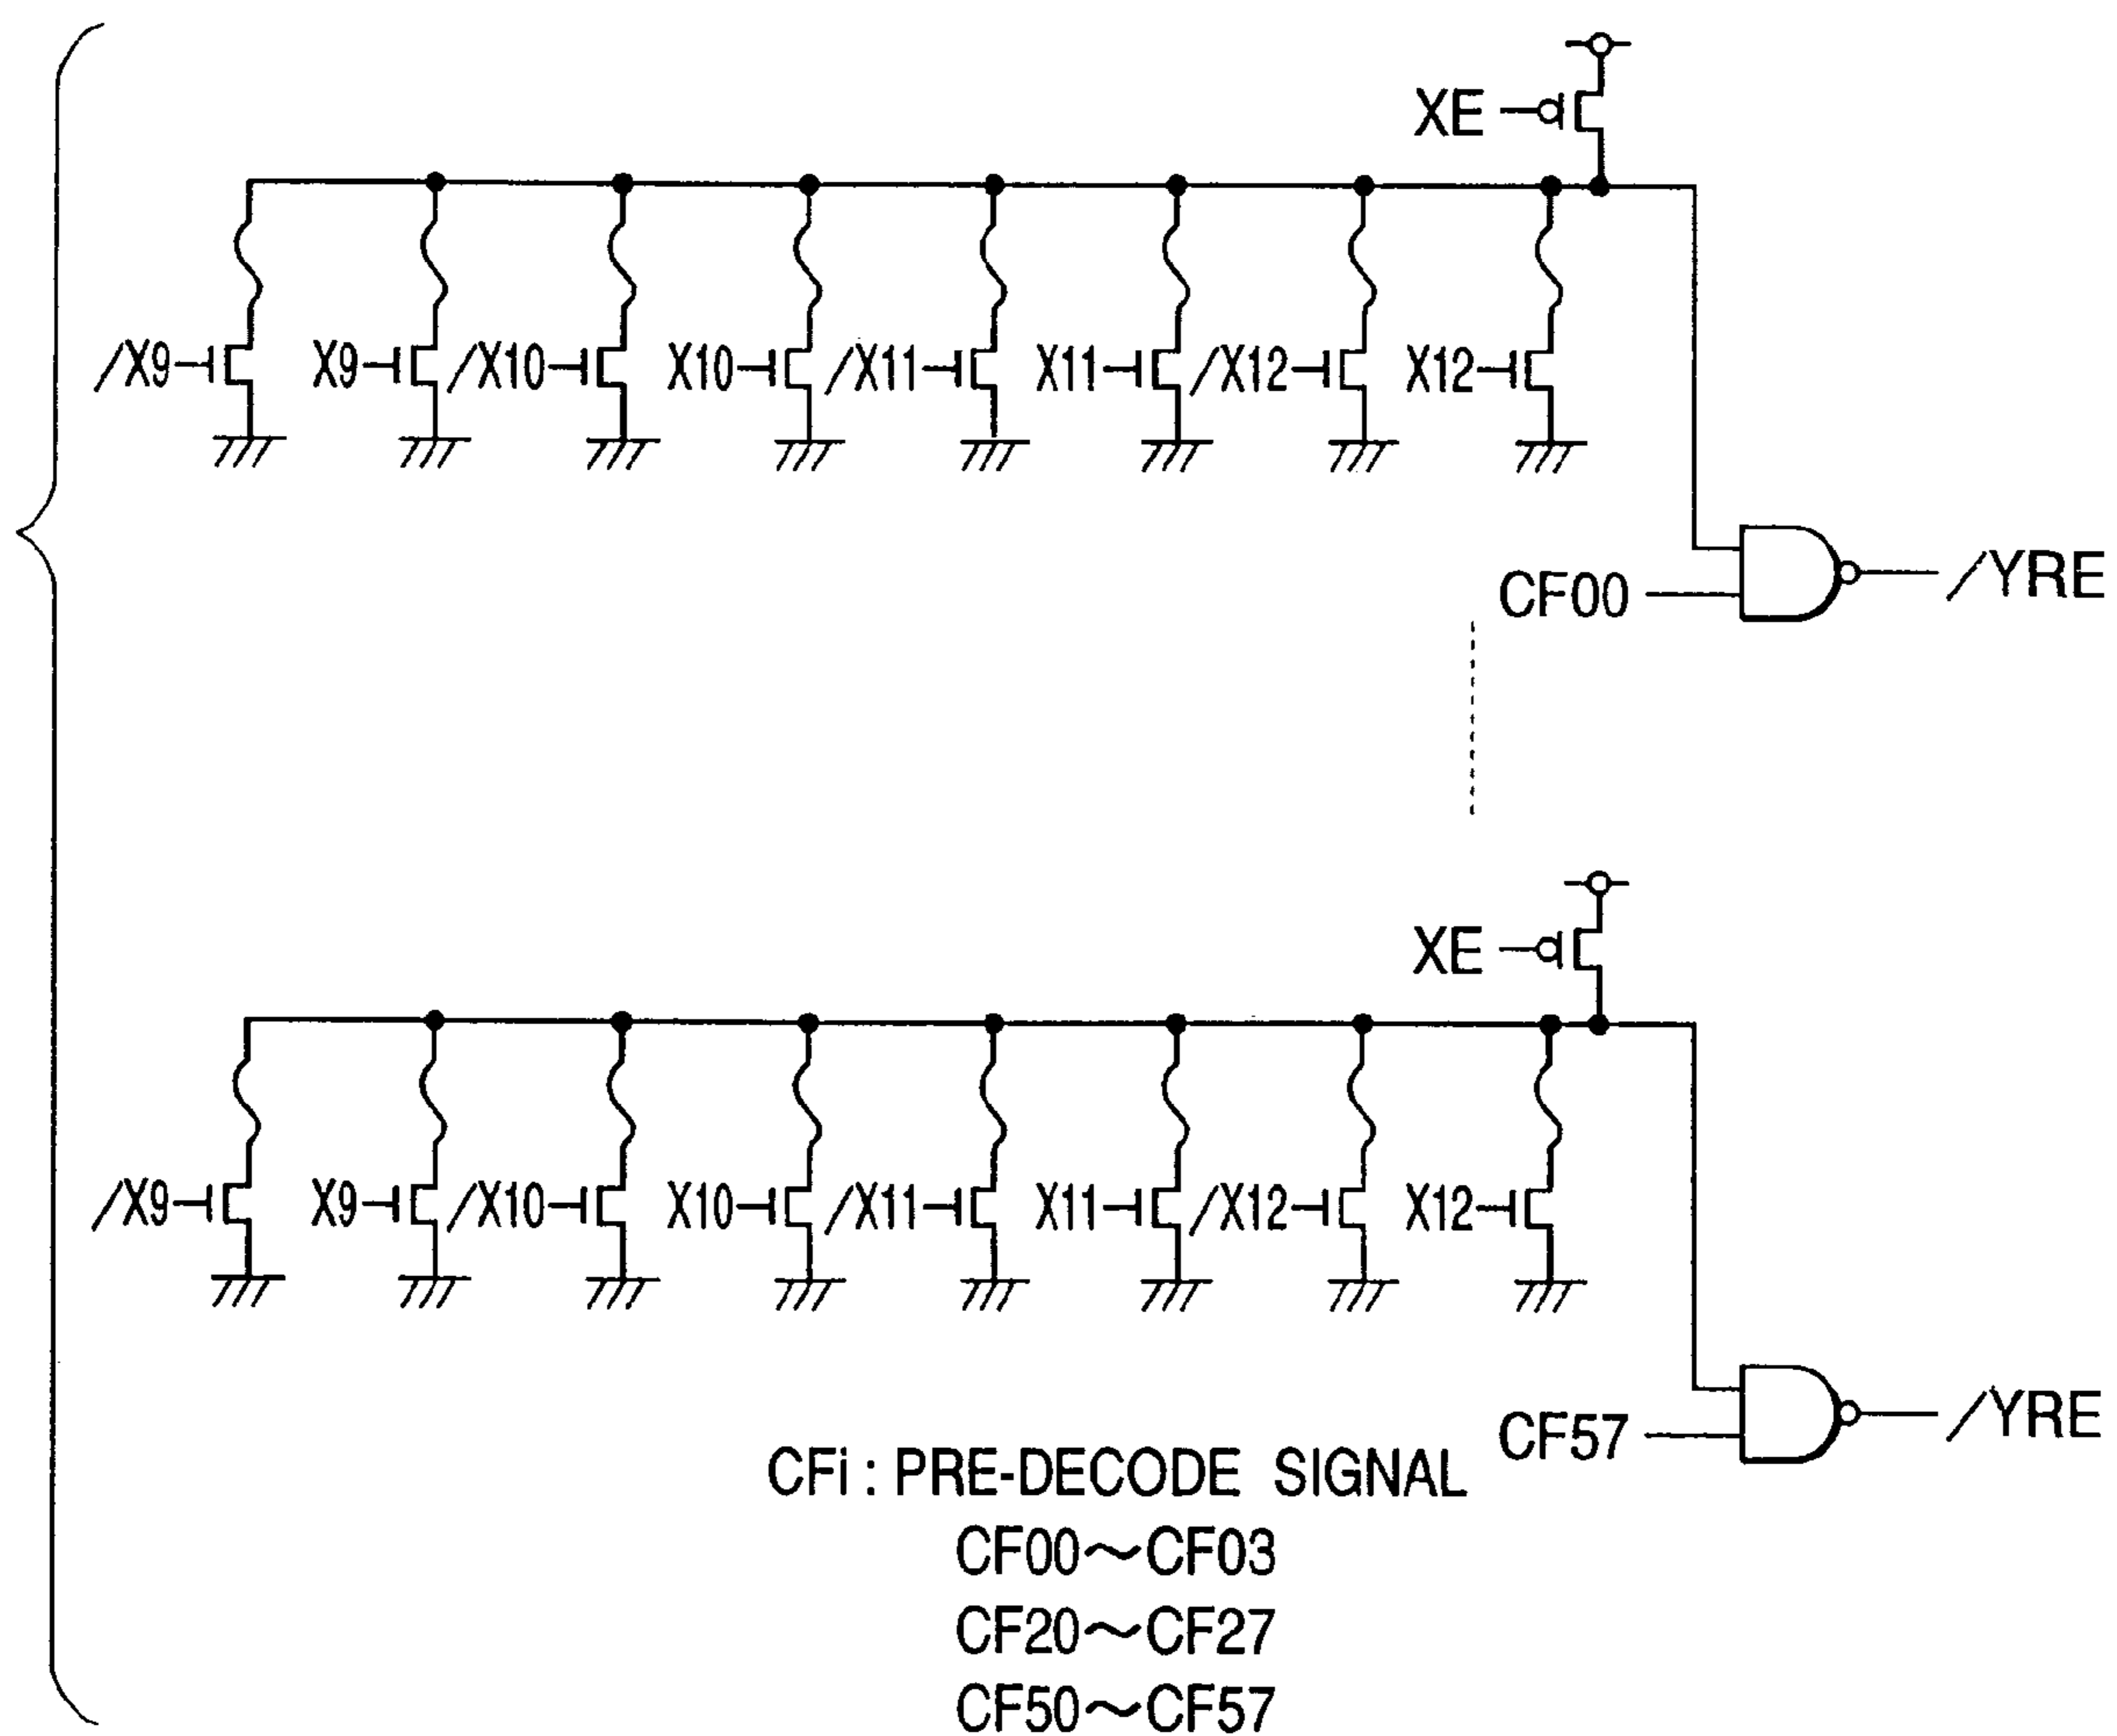 XE
/X9 X9 /X10 X10 /X11 X11 /X12 X12
CF00 /YRE
XE
/X9 X9 /X10 X10 /X11 X11 /X12 X12
CF57 /YRE
CFi : PRE-DECODE SIGNAL
CF00～CF03
CF20～CF27
CF50～CF57